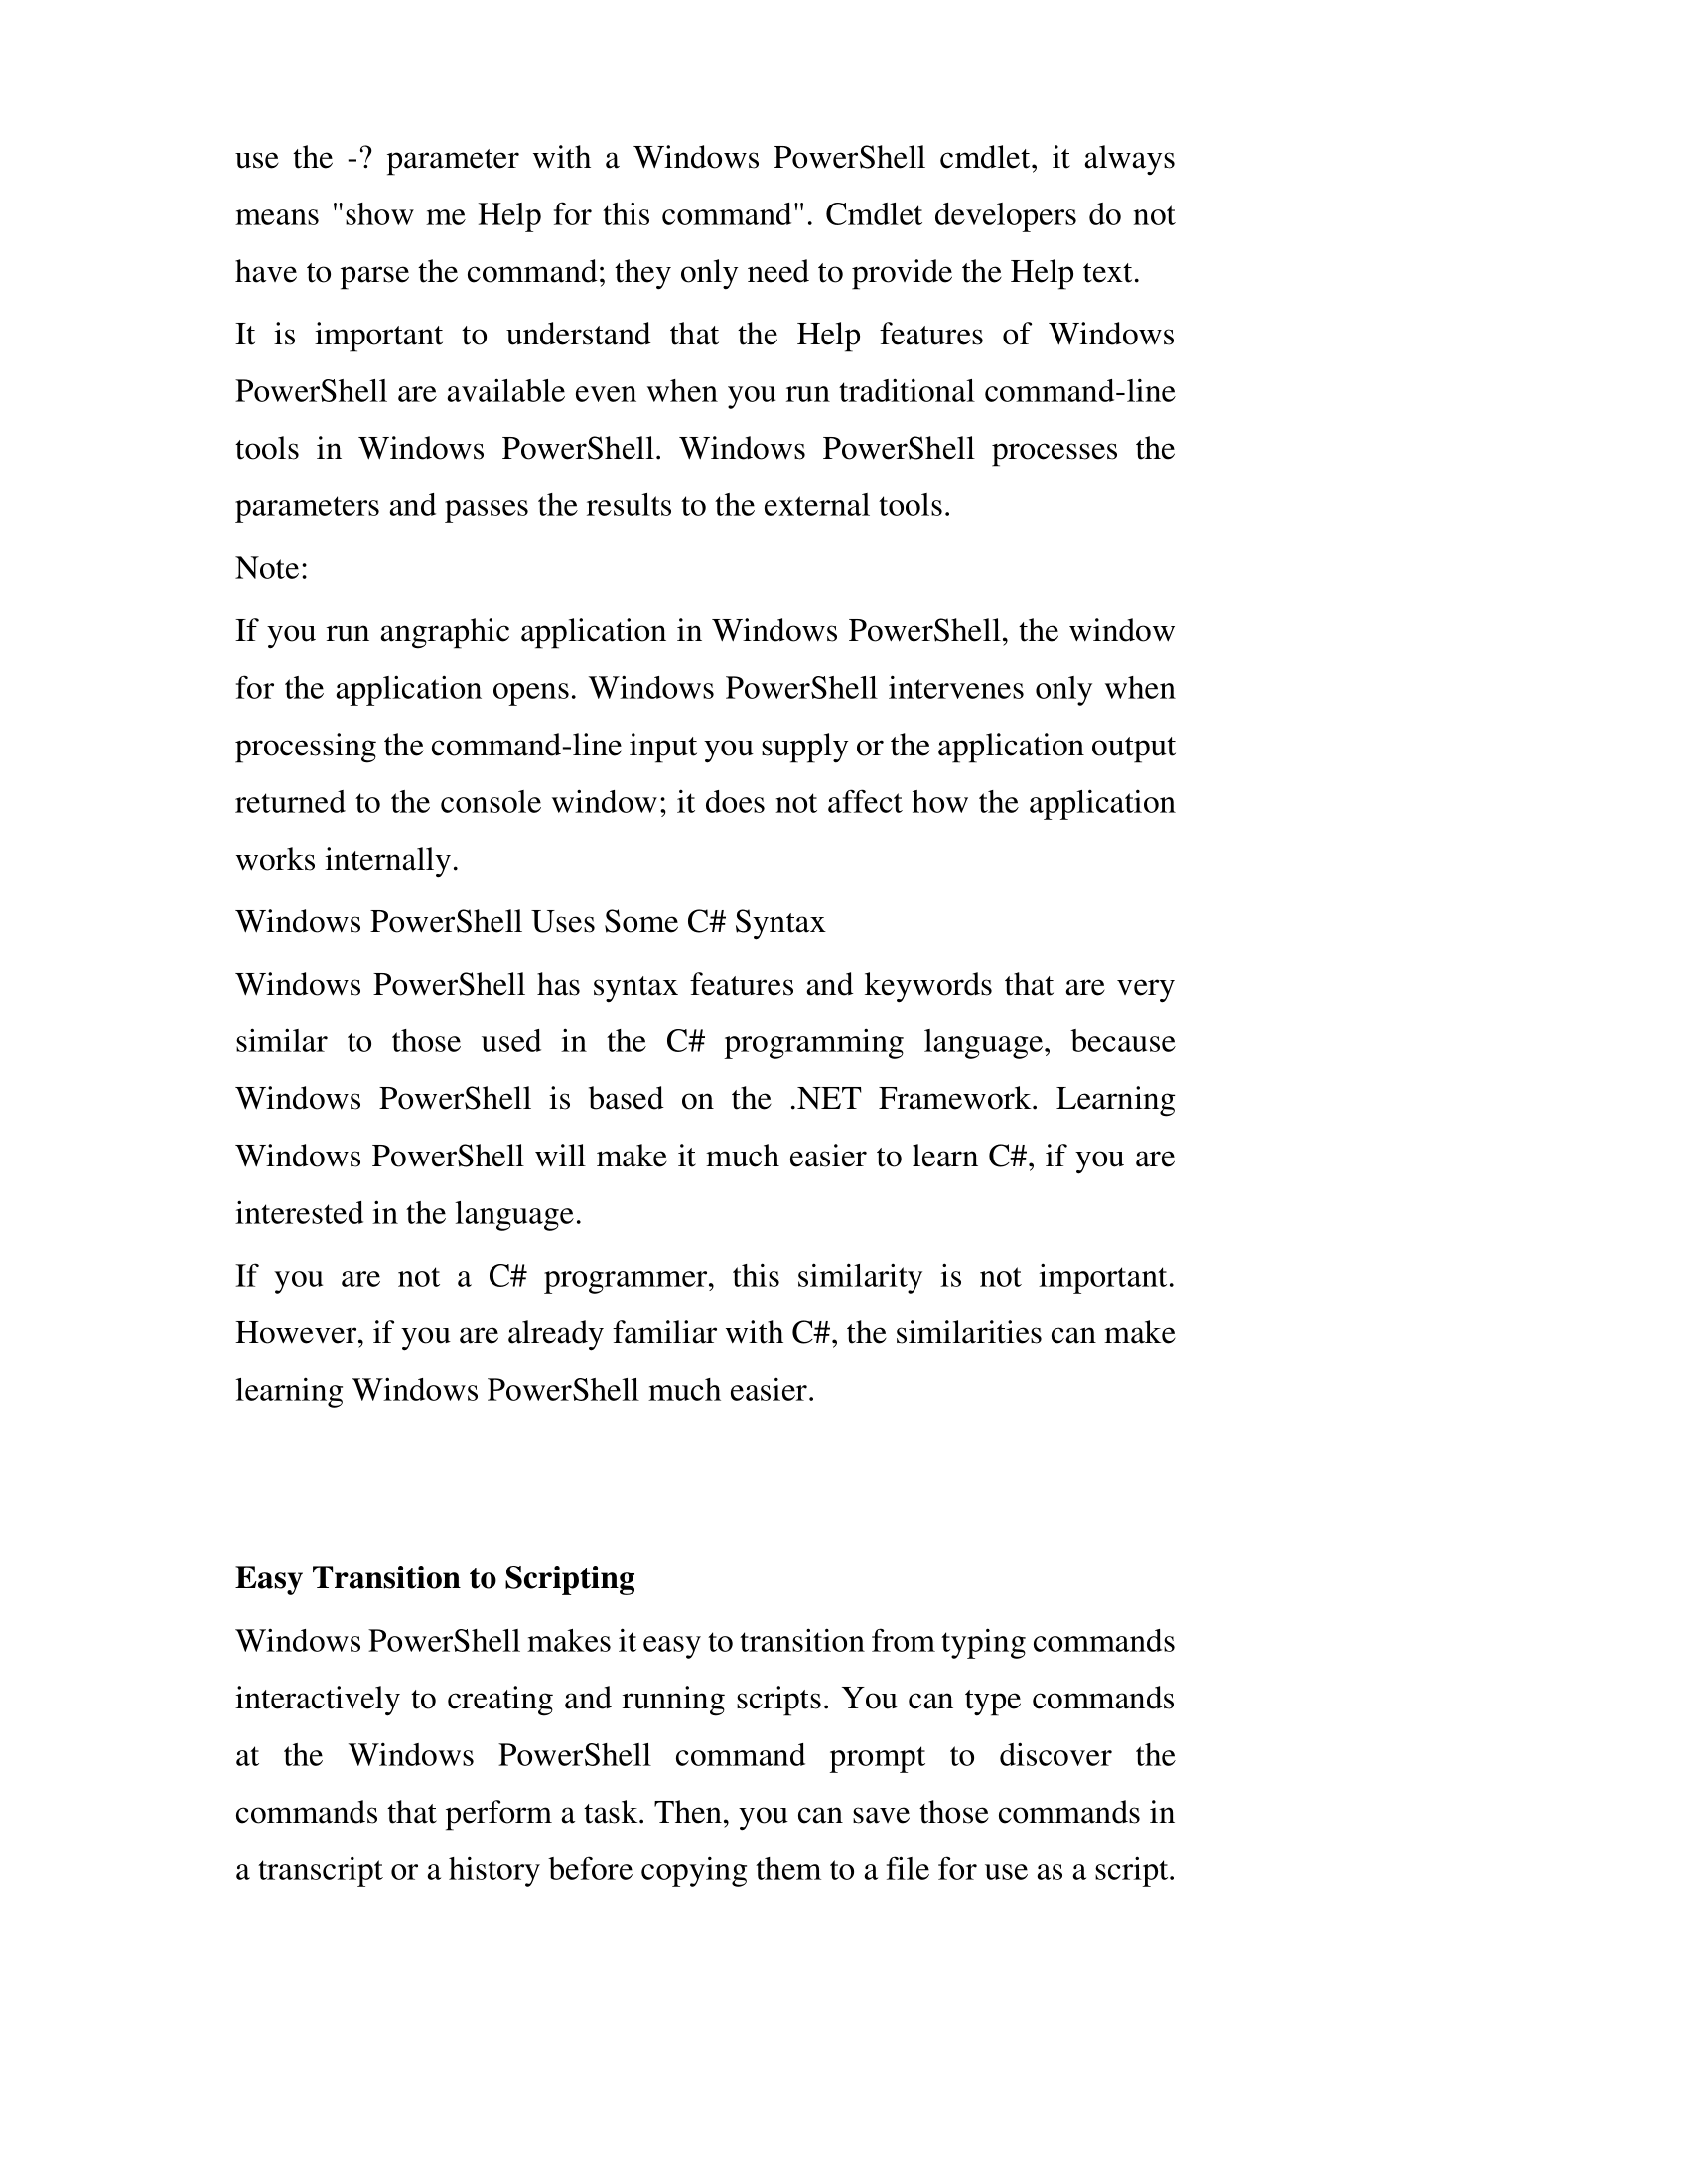 use the -? parameter with a Windows PowerShell cmdlet, it always
means "show me Help for this command". Cmdlet developers do not
have to parse the command; they only need to provide the Help text.
It is important to understand that the Help features of Windows
PowerShell are available even when you run traditional command-line
tools in Windows PowerShell. Windows PowerShell processes the
parameters and passes the results to the external tools.
Note:
If you run angraphic application in Windows PowerShell, the window
for the application opens. Windows PowerShell intervenes only when
processing the command-line input you supply or the application output
returned to the console window; it does not affect how the application
works internally.
Windows PowerShell Uses Some C# Syntax
Windows PowerShell has syntax features and keywords that are very
similar to those used in the C# programming language, because
Windows PowerShell is based on the .NET Framework. Learning
Windows PowerShell will make it much easier to learn C#, if you are
interested in the language.
If you are not a C# programmer, this similarity is not important.
However, if you are already familiar with C#, the similarities can make
learning Windows PowerShell much easier.
Easy Transition to Scripting
Windows PowerShell makes it easy to transition from typing commands
interactively to creating and running scripts. You can type commands
at the Windows PowerShell command prompt to discover the
commands that perform a task. Then, you can save those commands in
a transcript or a history before copying them to a file for use as a script.